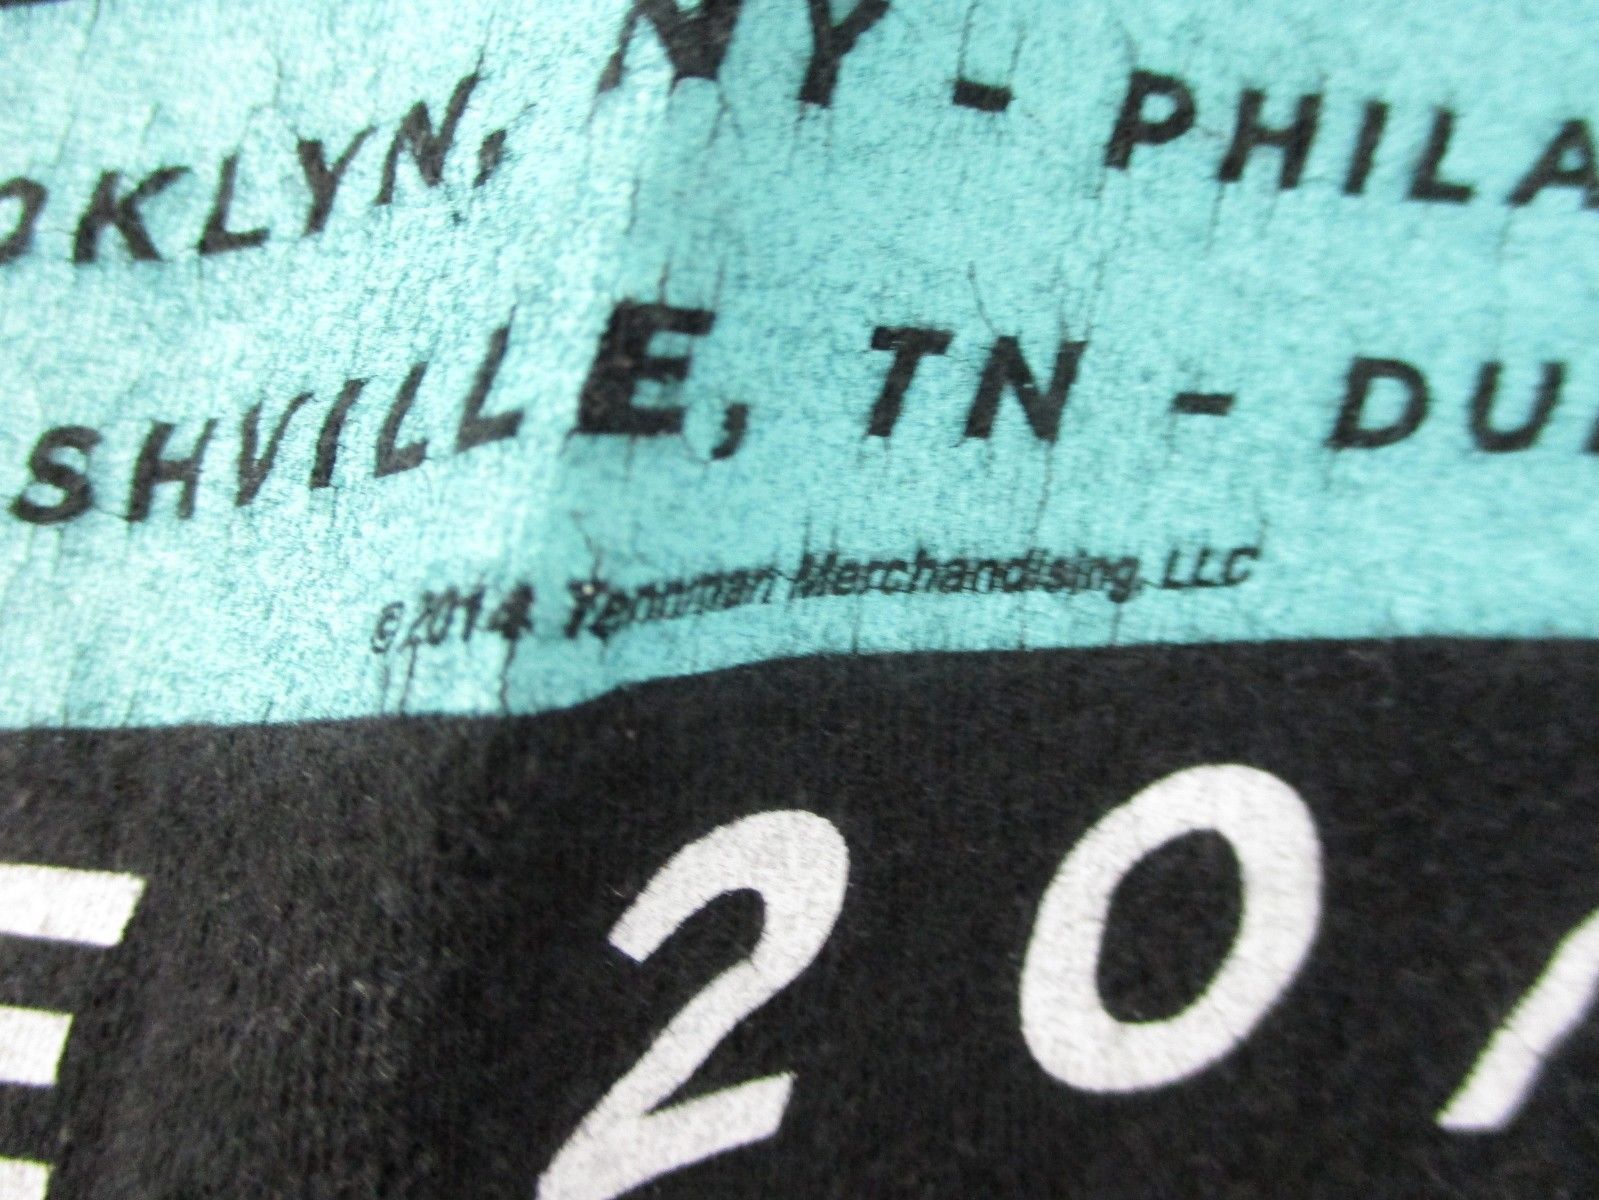 OKLYN, NY - PHILA
SHVILLE, TN - DU
©2014 Tennman Merchandising, LLC
E 20